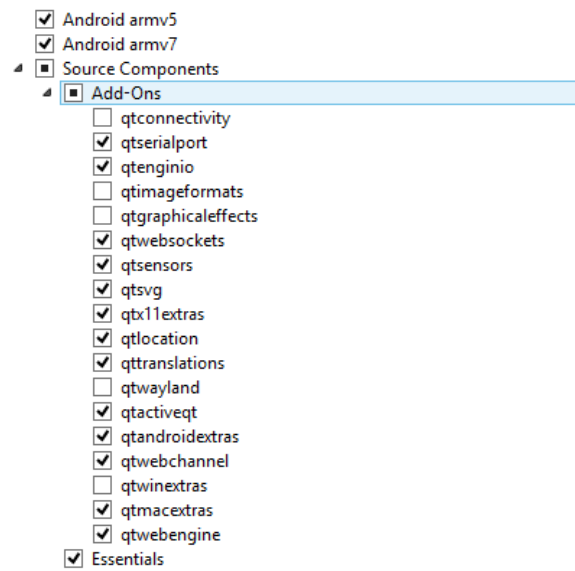 Android armv5
Android armv7
Source Components
Add-Ons
qtconnectivity
qtserialport
qtenginio
qtimageformats
qtgraphicaleffects
qtwebsockets
qtsensors
qtsvg
qtx11extras
qtlocation
qttranslations
qtwayland
qtactiveqt
qtandroidextras
qtwebchannel
qtwinextras
qtmacextras
qtwebengine
Essentials